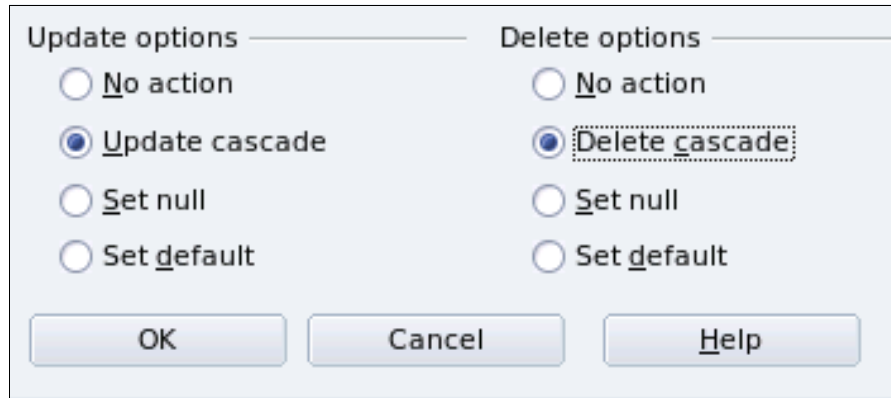 Update options
No action
Update cascade
Set null
Set default
Delete options
No action
Delete cascade
Set null
Set default
OK
Cancel
Help